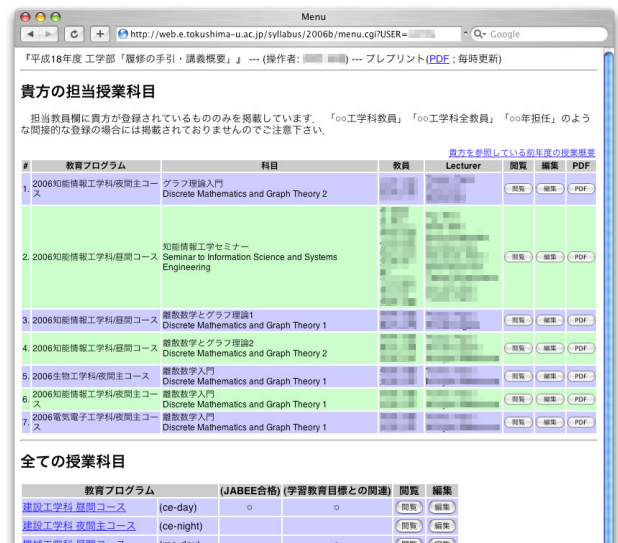 Menu
http://web.e.tokushima-u.ac.jp/syllabus/2006b/menu.cgi?USER=
Google
『平成18年度 工学部「履修の手引・講義概要」』 --- (操作者: ) --- プレプリント(PDF ; 毎時更新)
貴方の担当授業科目
担当教員欄に貴方が登録されているもののみを掲載しています． 「○○工学科教員」 「○○工学科全教員」 「○○年担任」のよう
な間接的な登録の場合には掲載されておりませんのでご注意下さい．
貴方を参照している前年度の授業概要
# 教育プログラム 科目 教員 Lecturer 閲覧 編集 PDF
1. 2006知能情報工学科/夜間主コース グラフ理論入門 閲覧 編集 PDF
Discrete Mathematics and Graph Theory 2
2. 2006知能情報工学科/昼間コース 知能情報工学セミナー 閲覧 編集 PDF
Seminar to Information Science and Systems
Engineering
3. 2006知能情報工学科/昼間コース 離散数学とグラフ理論1 閲覧 編集 PDF
Discrete Mathematics and Graph Theory 1
4. 2006知能情報工学科/昼間コース 離散数学とグラフ理論2 閲覧 編集 PDF
Discrete Mathematics and Graph Theory 2
5. 2006生物工学科/夜間主コース 離散数学入門 閲覧 編集 PDF
Discrete Mathematics and Graph Theory 1
6. 2006知能情報工学科/夜間主コース 離散数学入門 閲覧 編集 PDF
Discrete Mathematics and Graph Theory 1
7. 2006電気電子工学科/夜間主コース 離散数学入門 閲覧 編集 PDF
Discrete Mathematics and Graph Theory 1
全ての授業科目
教育プログラム (JABEE合格) (学習教育目標との関連) 閲覧 編集
建設工学科 昼間コース (ce-day) ○ ○ 閲覧 編集
建設工学科 夜間主コース (ce-night) 閲覧 編集